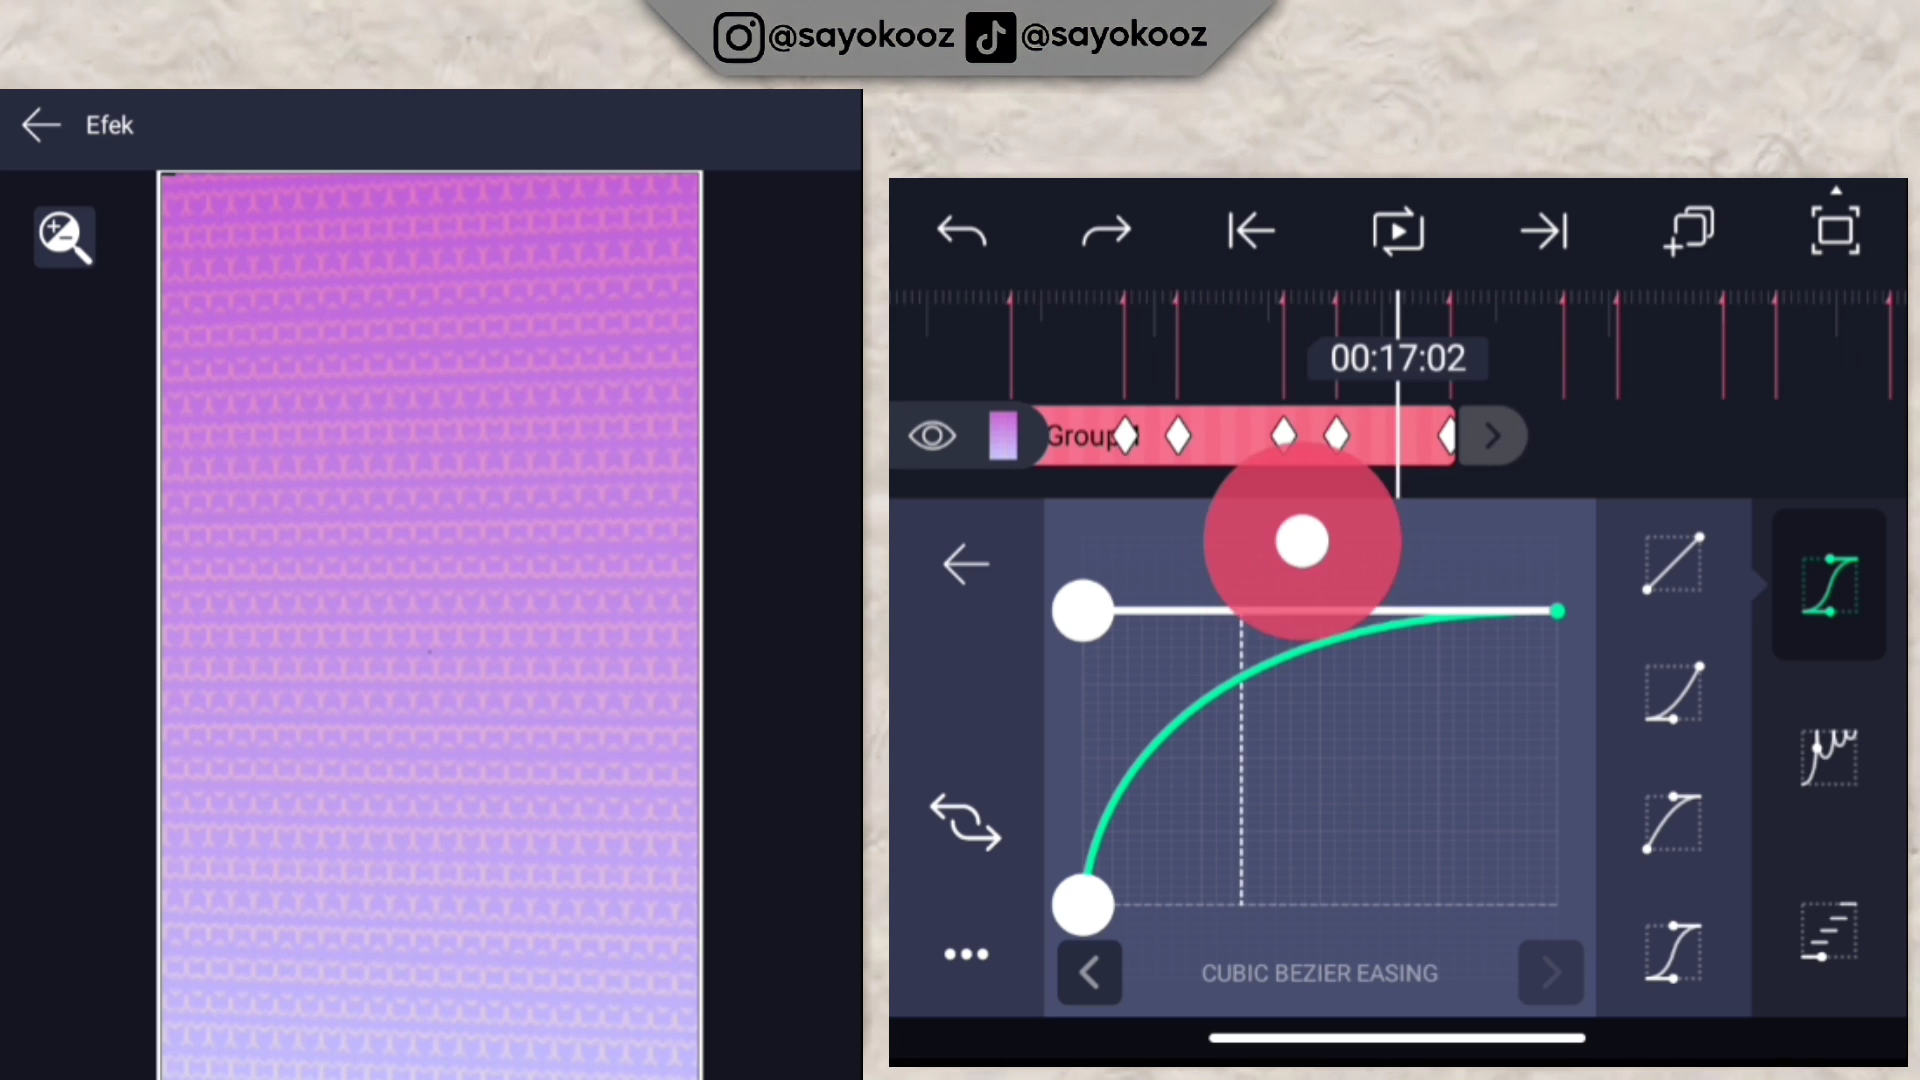 @sayokooz @sayokooz
Efek
00:17:02
Group
CUBIC BEZIER EASING